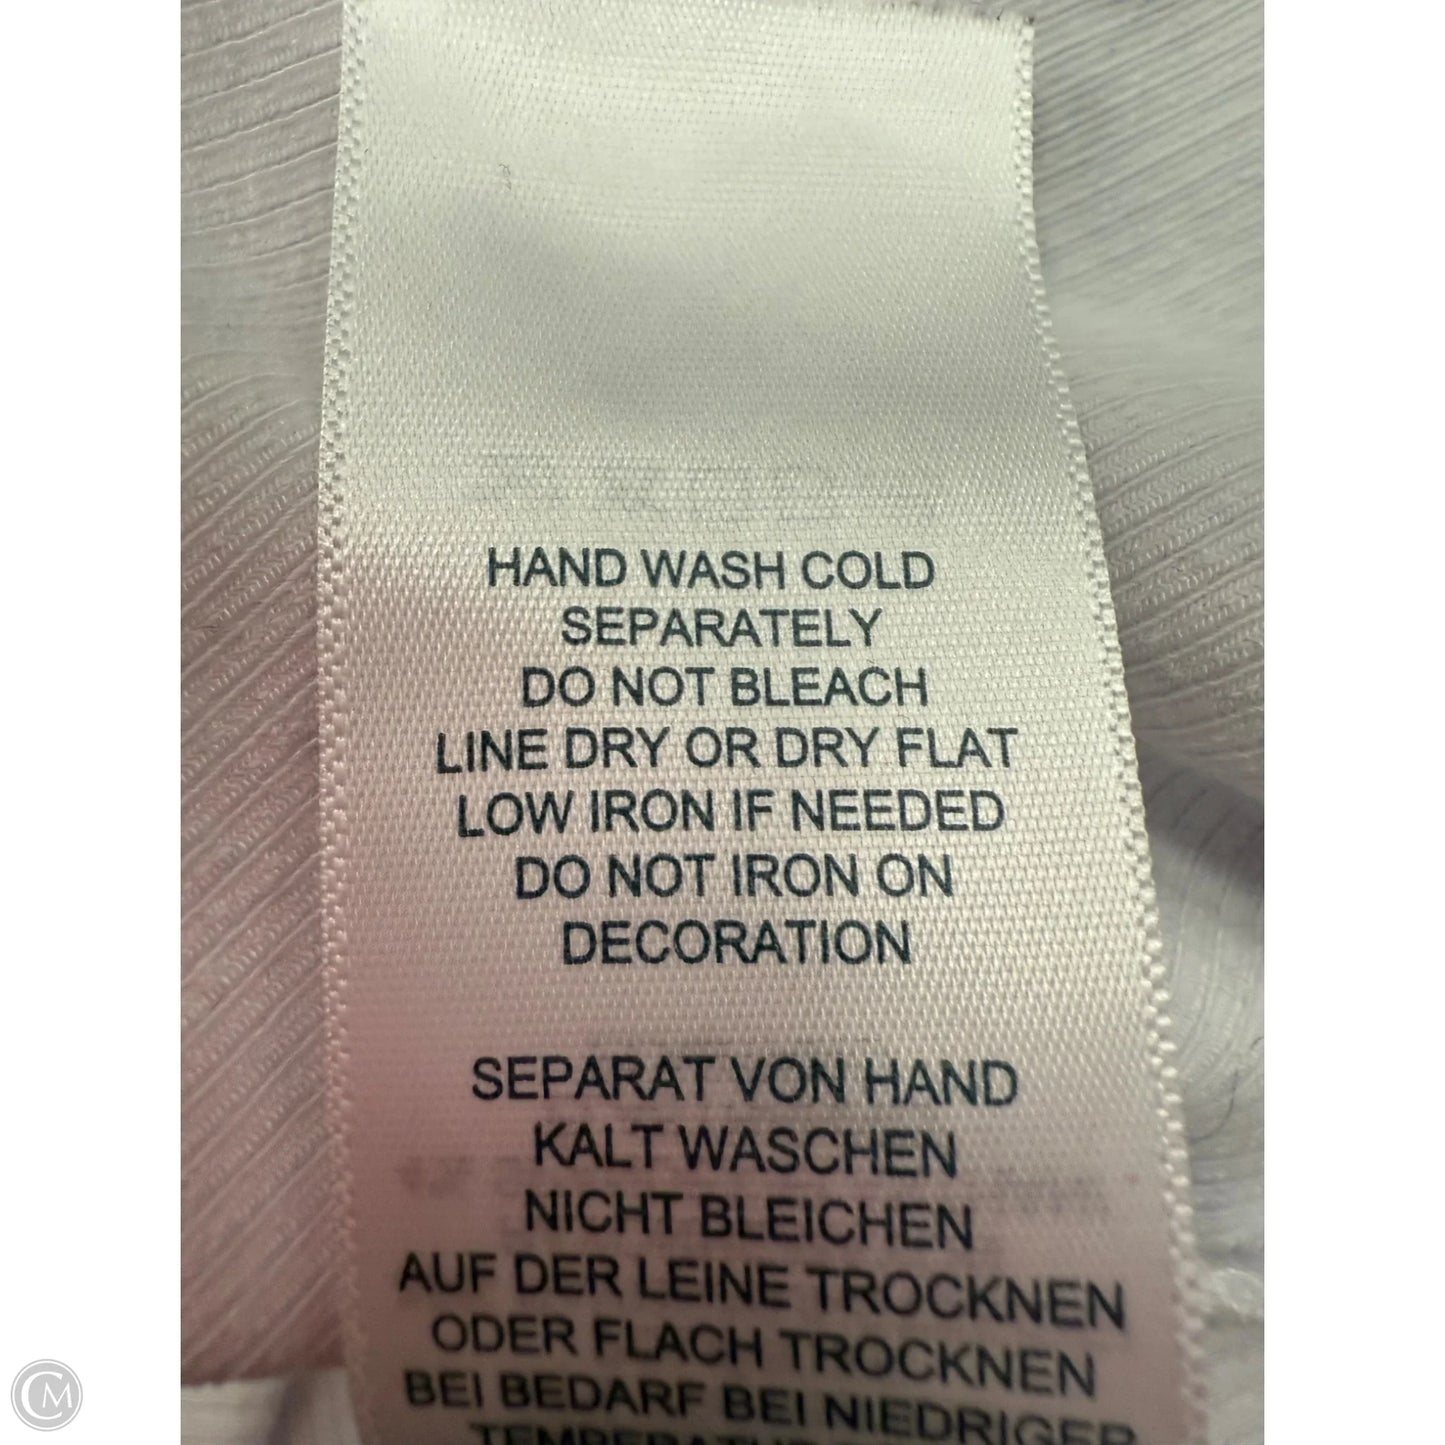 HAND WASH COLD
SEPARATELY
DO NOT BLEACH
LINE DRY OR DRY FLAT
LOW IRON IF NEEDED
DO NOT IRON ON
DECORATION
SEPARAT VON HAND
KALT WASCHEN
NICHT BLEICHEN
AUF DER LEINE TROCKNEN
ODER FLACH TROCKNEN
BEI BEDARF BEI NIEDRIGER
CM